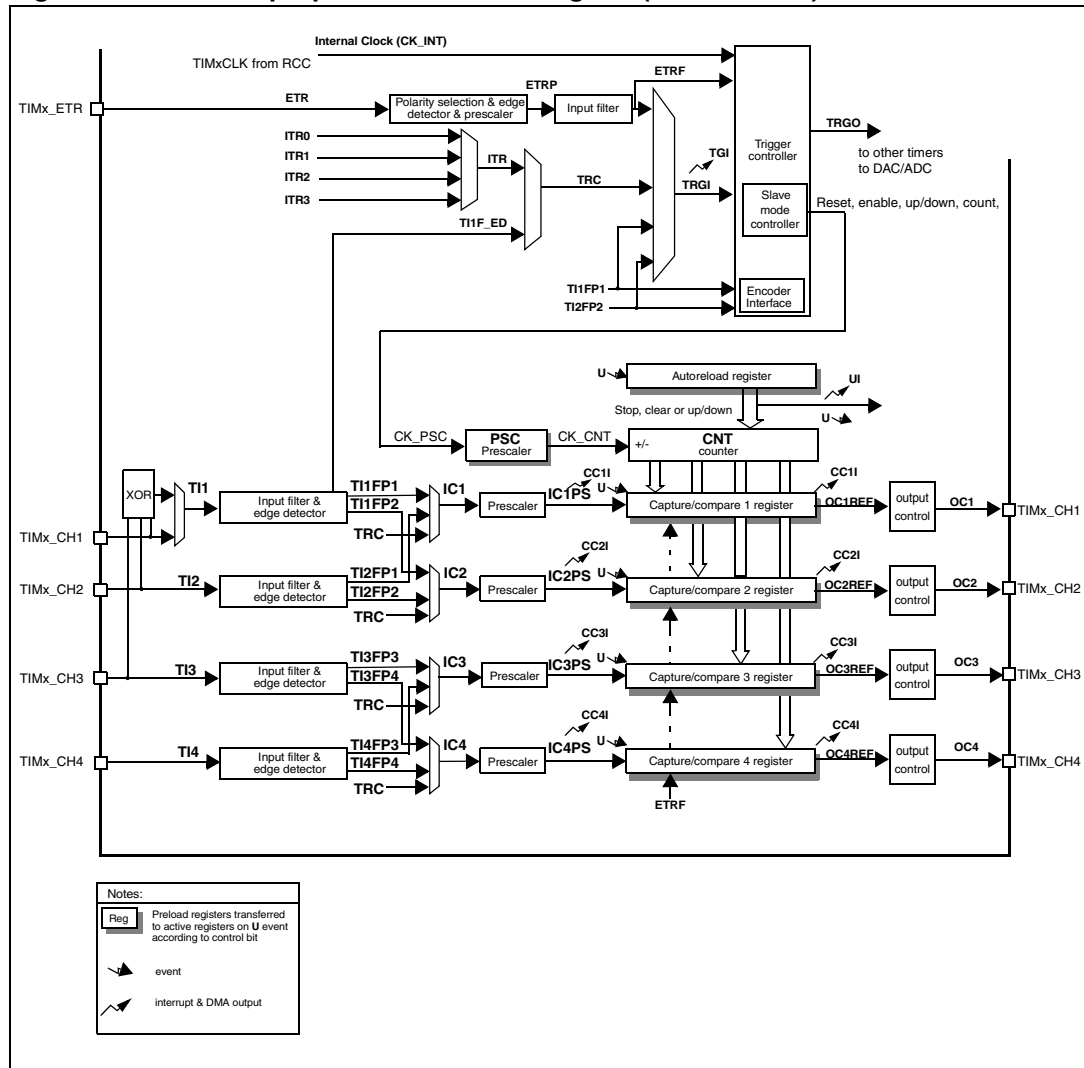 Internal Clock (CK_INT)
TIMxCLK from RCC
ETRF
TIMx_ETR
ETR
Polarity selection & edge
detector & prescaler
ETRP
Input filter
ITR0
ITR1
ITR2
ITR3
ITR
TI1F_ED
TRC
TGI
TRGI
Trigger
controller
TRGO
to other timers
to DAC/ADC
Slave
mode
controller
Reset, enable, up/down, count,
TI1FP1
TI2FP2
Encoder
Interface
U
Autoreload register
UI
U
Stop, clear or up/down
CK_PSC
PSC
Prescaler
CK_CNT
+/-
CNT
counter
XOR
TI1
Input filter &
edge detector
TI1FP1
TI1FP2
TRC
IC1
Prescaler
IC1PS
CC1I
U
Capture/compare 1 register
CC1I
OC1REF
output
control
OC1
TIMx_CH1
TIMx_CH1
TIMx_CH2
TI2
Input filter &
edge detector
TI2FP1
TI2FP2
TRC
IC2
Prescaler
IC2PS
CC2I
U
Capture/compare 2 register
CC2I
OC2REF
output
control
OC2
TIMx_CH2
TIMx_CH3
TI3
Input filter &
edge detector
TI3FP3
TI3FP4
TRC
IC3
Prescaler
IC3PS
CC3I
U
Capture/compare 3 register
CC3I
OC3REF
output
control
OC3
TIMx_CH3
TIMx_CH4
TI4
Input filter &
edge detector
TI4FP3
TI4FP4
TRC
IC4
Prescaler
IC4PS
CC4I
U
Capture/compare 4 register
CC4I
OC4REF
output
control
OC4
TIMx_CH4
ETRF
Notes:
Reg
Preload registers transferred
to active registers on U event
according to control bit
event
interrupt & DMA output